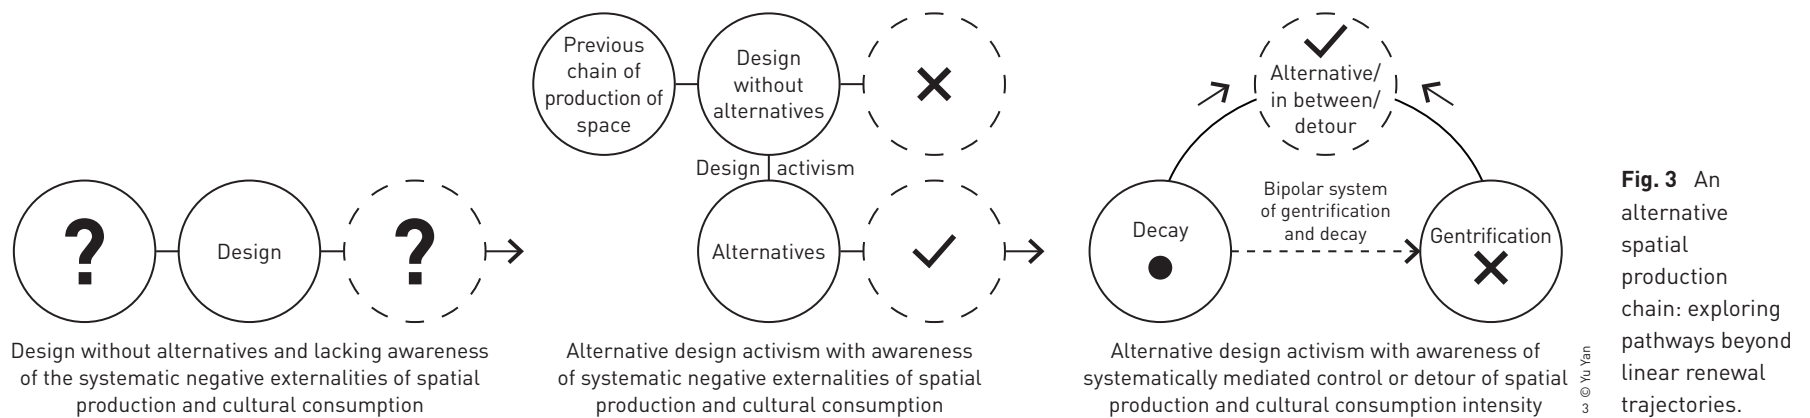 ?
Design
?
Design without alternatives and lacking awareness
of the systematic negative externalities of spatial
production and cultural consumption
Previous
chain of
production of
space
Design
without
alternatives
Design activism
Alternatives
Alternative design activism with awareness
of systematic negative externalities of spatial
production and cultural consumption
Alternative/
in between/
detour
Decay
Bipolar system
of gentrification
and decay
Gentrification
Alternative design activism with awareness of
systematically mediated control or detour of spatial
production and cultural consumption intensity
3 © Yu Yan
Fig. 3 An
alternative
spatial
production
chain: exploring
pathways beyond
linear renewal
trajectories.